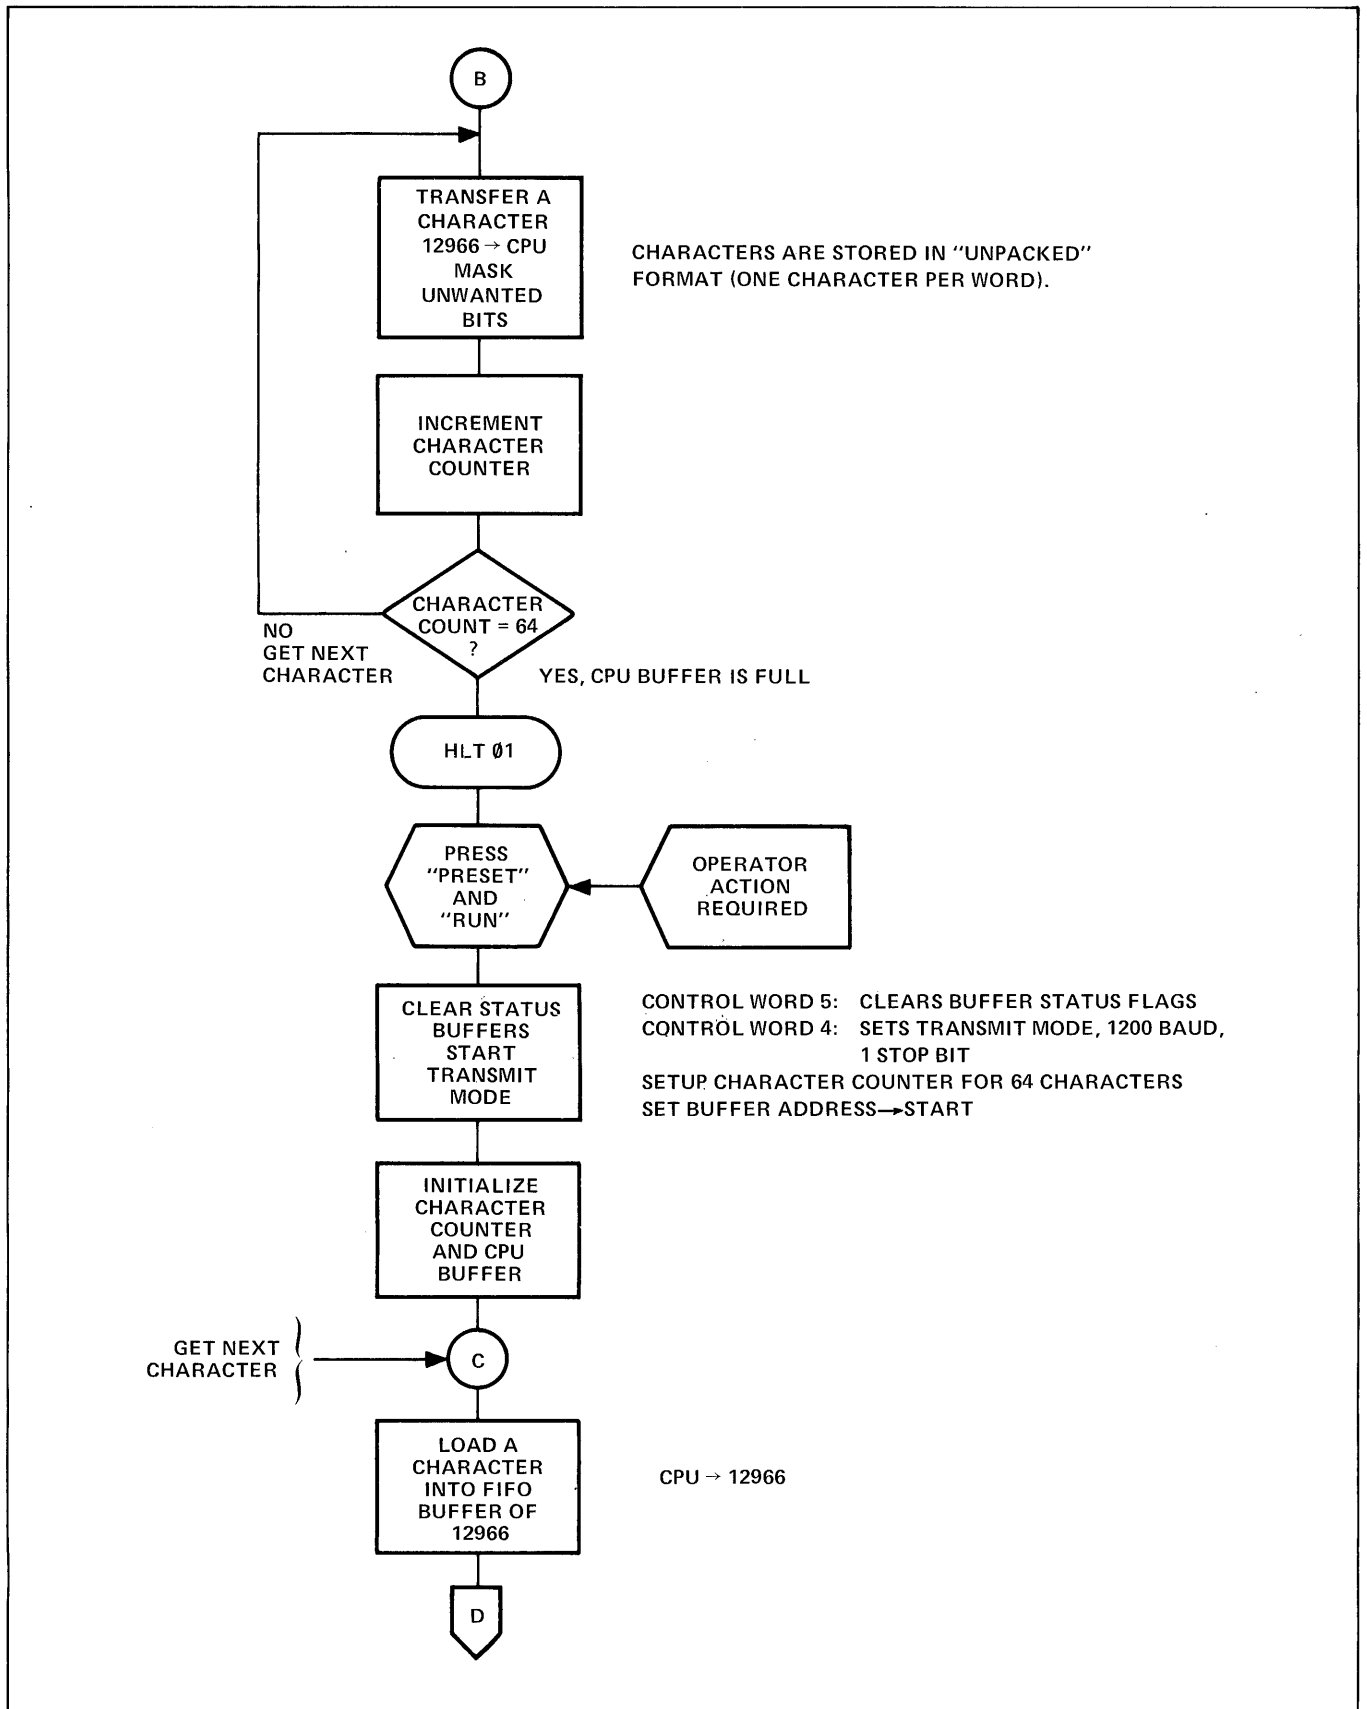 B
TRANSFER A
CHARACTER
12966 → CPU
MASK
UNWANTED
BITS
CHARACTERS ARE STORED IN "UNPACKED"
FORMAT (ONE CHARACTER PER WORD).
INCREMENT
CHARACTER
COUNTER
CHARACTER
COUNT = 64
?
NO
GET NEXT
CHARACTER
YES, CPU BUFFER IS FULL
HLT Ø1
PRESS
"PRESET"
AND
"RUN"
OPERATOR
ACTION
REQUIRED
CLEAR STATUS
BUFFERS
START
TRANSMIT
MODE
CONTROL WORD 5: CLEARS BUFFER STATUS FLAGS
CONTROL WORD 4: SETS TRANSMIT MODE, 1200 BAUD,
1 STOP BIT
SETUP CHARACTER COUNTER FOR 64 CHARACTERS
SET BUFFER ADDRESS→START
INITIALIZE
CHARACTER
COUNTER
AND CPU
BUFFER
GET NEXT
CHARACTER
C
LOAD A
CHARACTER
INTO FIFO
BUFFER OF
12966
CPU → 12966
D